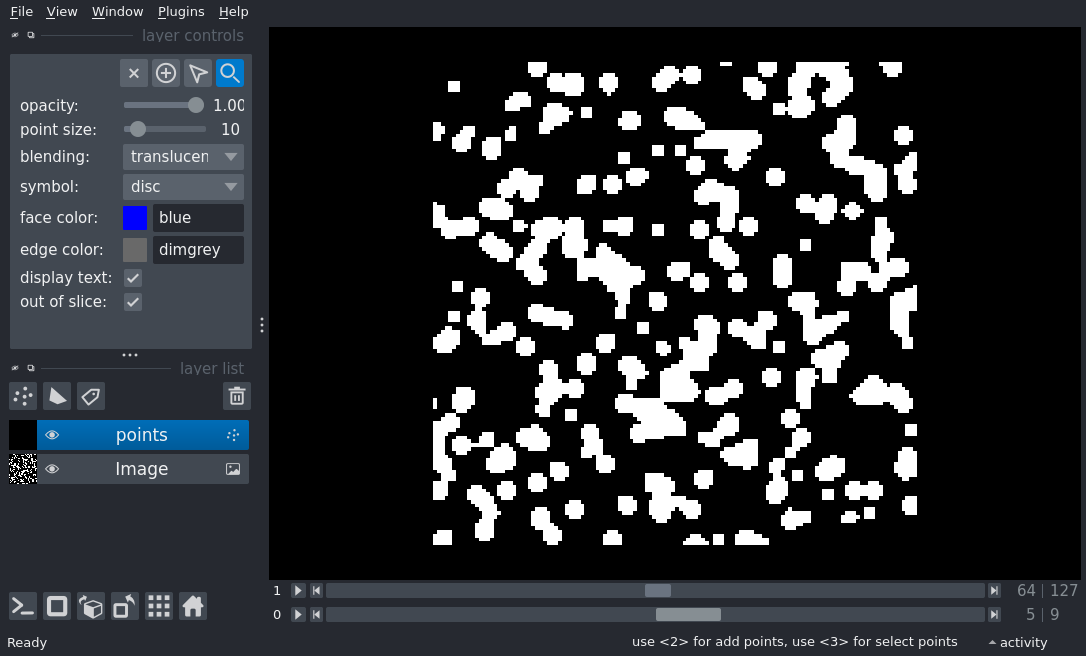 File View Window Plugins Help
layer controls
opacity: 1.00
point size: 10
blending: translucen
symbol: disc
face color: blue
edge color: dimgrey
display text:
out of slice:
layer list
points
Image
1 64 127
0 5 9
Ready use <2> for add points, use <3> for select points activity